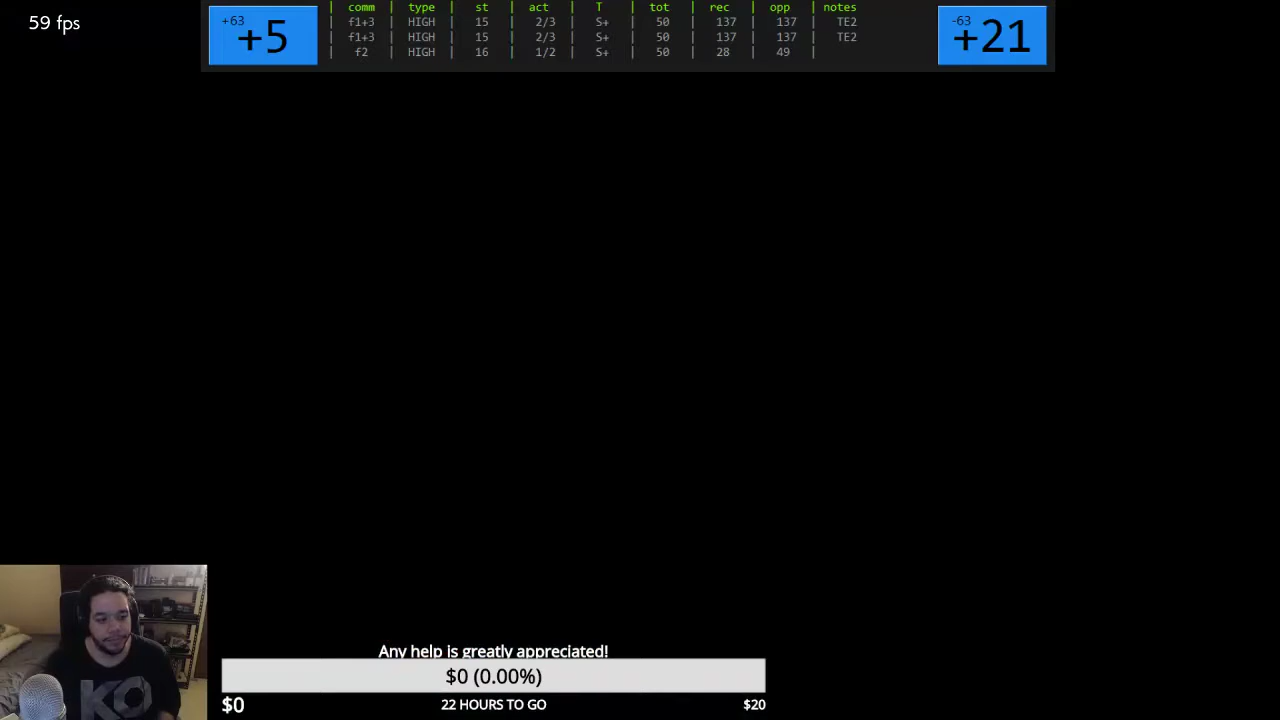 59 fps
+63
+5
| comm | type | st | act | T | tot | rec | opp | notes
| f1+3 | HIGH | 15 | 2/3 | S+ | 50 | 137 | 137 | TE2
| f1+3 | HIGH | 15 | 2/3 | S+ | 50 | 137 | 137 | TE2
| f2 | HIGH | 16 | 1/2 | S+ | 50 | 28 | 49 |
-63
+21
KO
Any help is greatly appreciated!
$0 (0.00%)
$0 22 HOURS TO GO $20